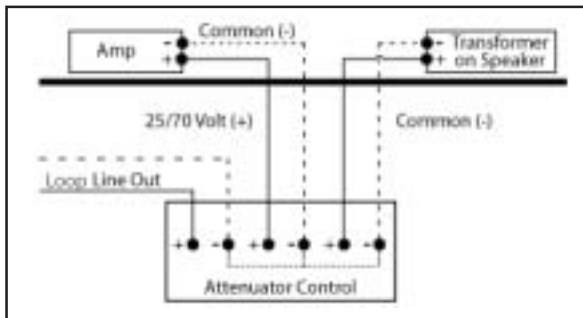 - Common (-) - Transformer
Amp + + on Speaker
25/70 Volt (+) Common (-)
Loop Line Out
+ - + - + -
Attenuator Control